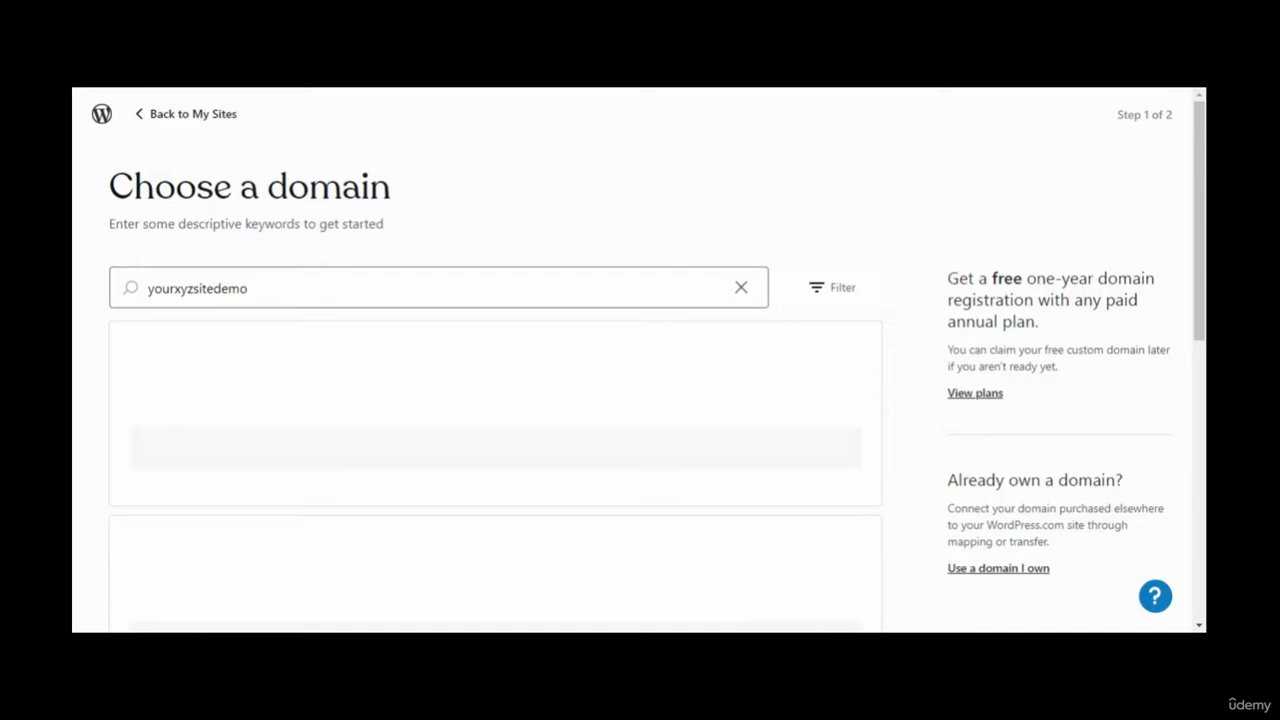 Back to My Sites
Step 1 of 2
Choose a domain
Enter some descriptive keywords to get started
yourxyzsitedemo
Filter
Get a free one-year domain
registration with any paid
annual plan.
You can claim your free custom domain later
if you aren't ready yet.
View plans
Already own a domain?
Connect your domain purchased elsewhere
to your WordPress.com site through
mapping or transfer.
Use a domain I own
?
ûdemy